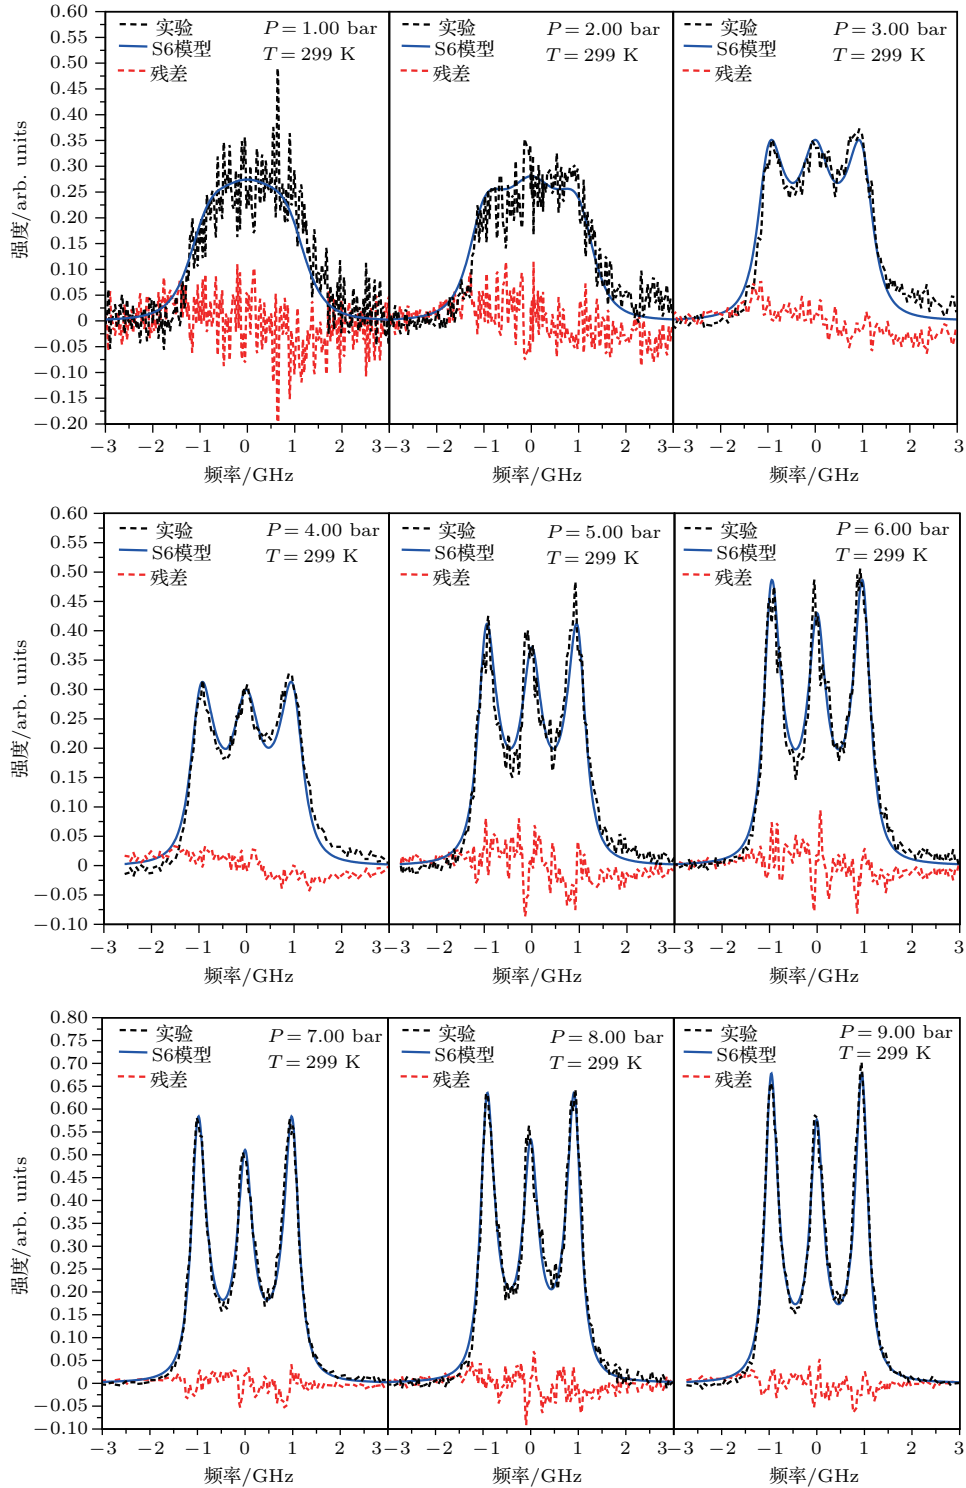 实验
S6模型
残差
P = 1.00 bar
T = 299 K
实验
S6模型
残差
P = 2.00 bar
T = 299 K
实验
S6模型
残差
P = 3.00 bar
T = 299 K
强度/arb. units
0.60
0.55
0.50
0.45
0.40
0.35
0.30
0.25
0.20
0.15
0.10
0.05
0
−0.05
−0.10
−0.15
−0.20
−3 −2 −1 0 1 2 3
−3 −2 −1 0 1 2 3
−3 −2 −1 0 1 2 3
频率/GHz
频率/GHz
频率/GHz
实验
S6模型
残差
P = 4.00 bar
T = 299 K
实验
S6模型
残差
P = 5.00 bar
T = 299 K
实验
S6模型
残差
P = 6.00 bar
T = 299 K
强度/arb. units
0.60
0.55
0.50
0.45
0.40
0.35
0.30
0.25
0.20
0.15
0.10
0.05
0
−0.05
−0.10
−3 −2 −1 0 1 2 3
−3 −2 −1 0 1 2 3
−3 −2 −1 0 1 2 3
频率/GHz
频率/GHz
频率/GHz
实验
S6模型
残差
P = 7.00 bar
T = 299 K
实验
S6模型
残差
P = 8.00 bar
T = 299 K
实验
S6模型
残差
P = 9.00 bar
T = 299 K
强度/arb. units
0.80
0.75
0.70
0.65
0.60
0.55
0.50
0.45
0.40
0.35
0.30
0.25
0.20
0.15
0.10
0.05
0
−0.05
−0.10
−3 −2 −1 0 1 2
−3 −2 −1 0 1 2
−3 −2 −1 0 1 2 3
频率/GHz
频率/GHz
频率/GHz